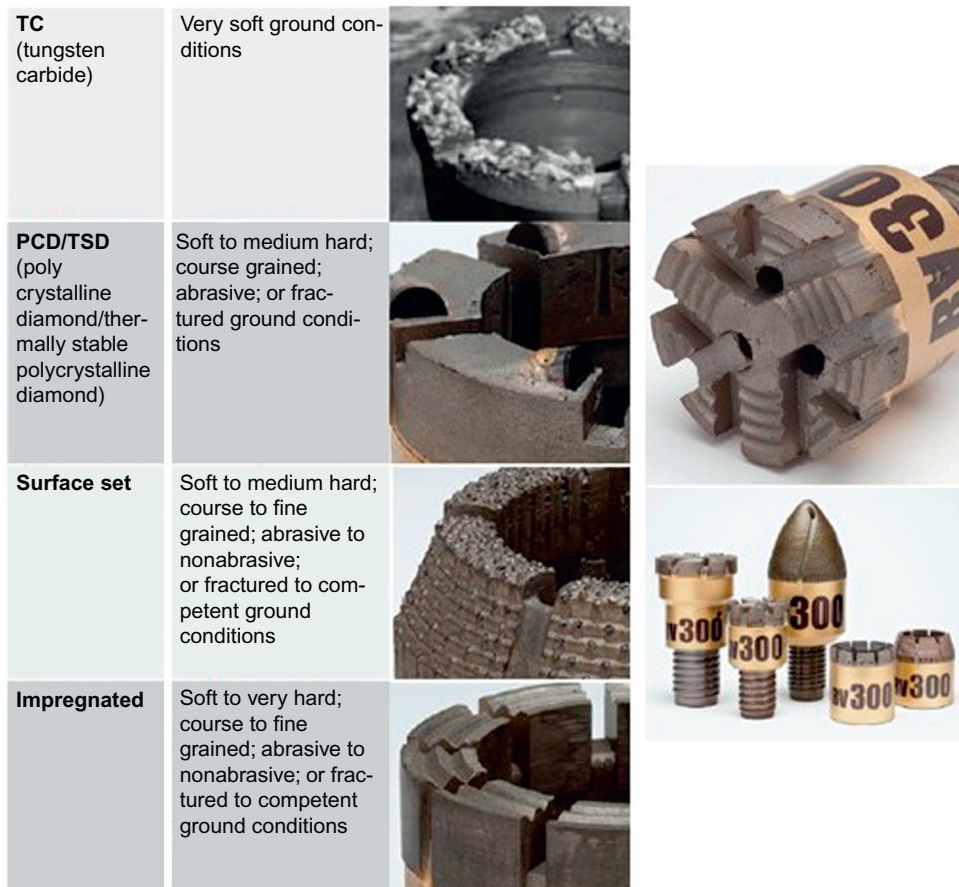 TC
(tungsten
carbide)
Very soft ground con-
ditions
PCD/TSD
(poly
crystalline
diamond/ther-
mally stable
polycrystalline
diamond)
Soft to medium hard;
course grained;
abrasive; or frac-
tured ground condi-
tions
Surface set
Soft to medium hard;
course to fine
grained; abrasive to
nonabrasive;
or fractured to com-
petent ground
conditions
Impregnated
Soft to very hard;
course to fine
grained; abrasive to
nonabrasive; or frac-
tured to competent
ground conditions
300
300
300
BV300
300